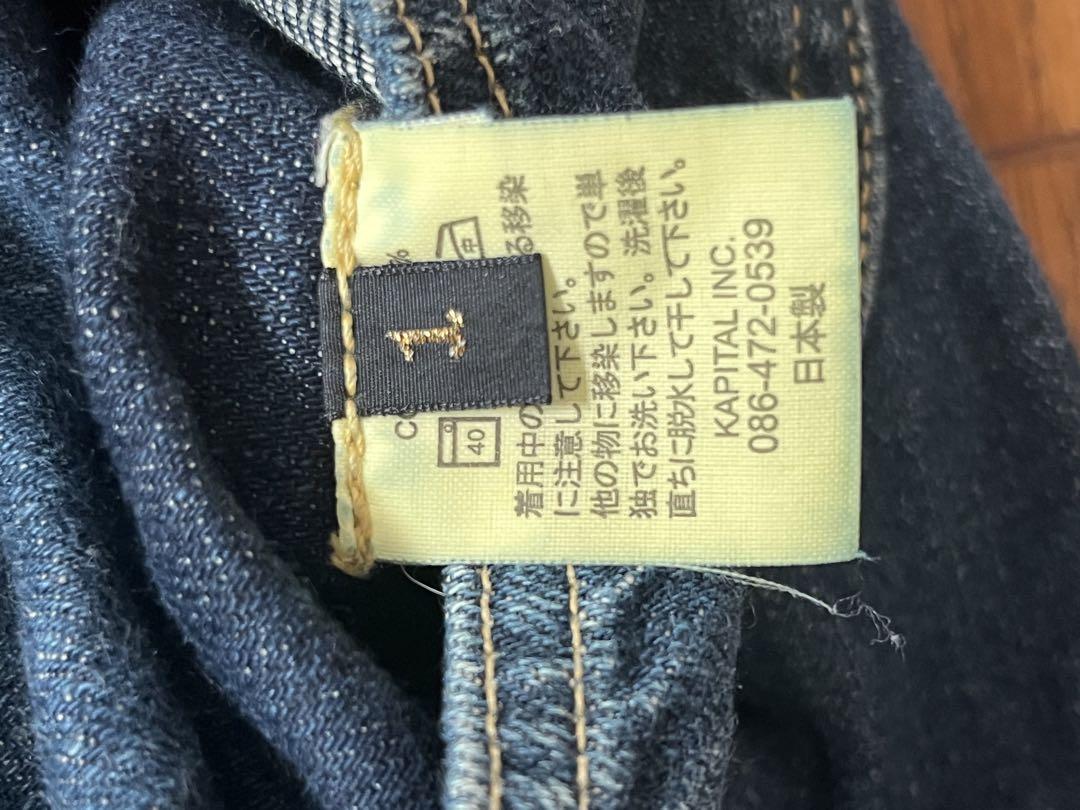 CO
%
1
40
着用中の
る移染
に注意して下さい。
他の物に移染しますので単
独でお洗い下さい。洗濯後
直ちに脱水して干して下さい。
KAPITAL INC.
086-472-0539
日本製